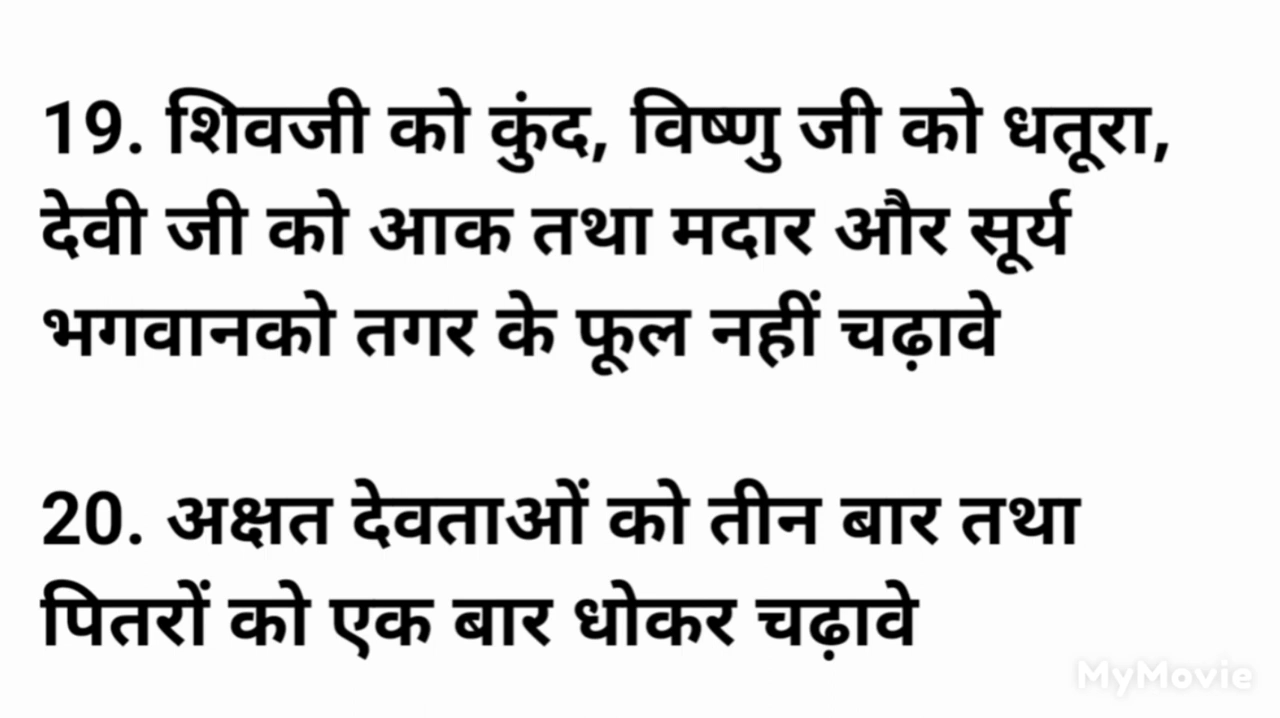 19. शिवजी को कुंद, विष्णु जी को धतूरा,
देवी जी को आक तथा मदार और सूर्य
भगवानको तगर के फूल नहीं चढ़ावे
20. अक्षत देवताओं को तीन बार तथा
पितरों को एक बार धोकर चढ़ावे
MyMovie